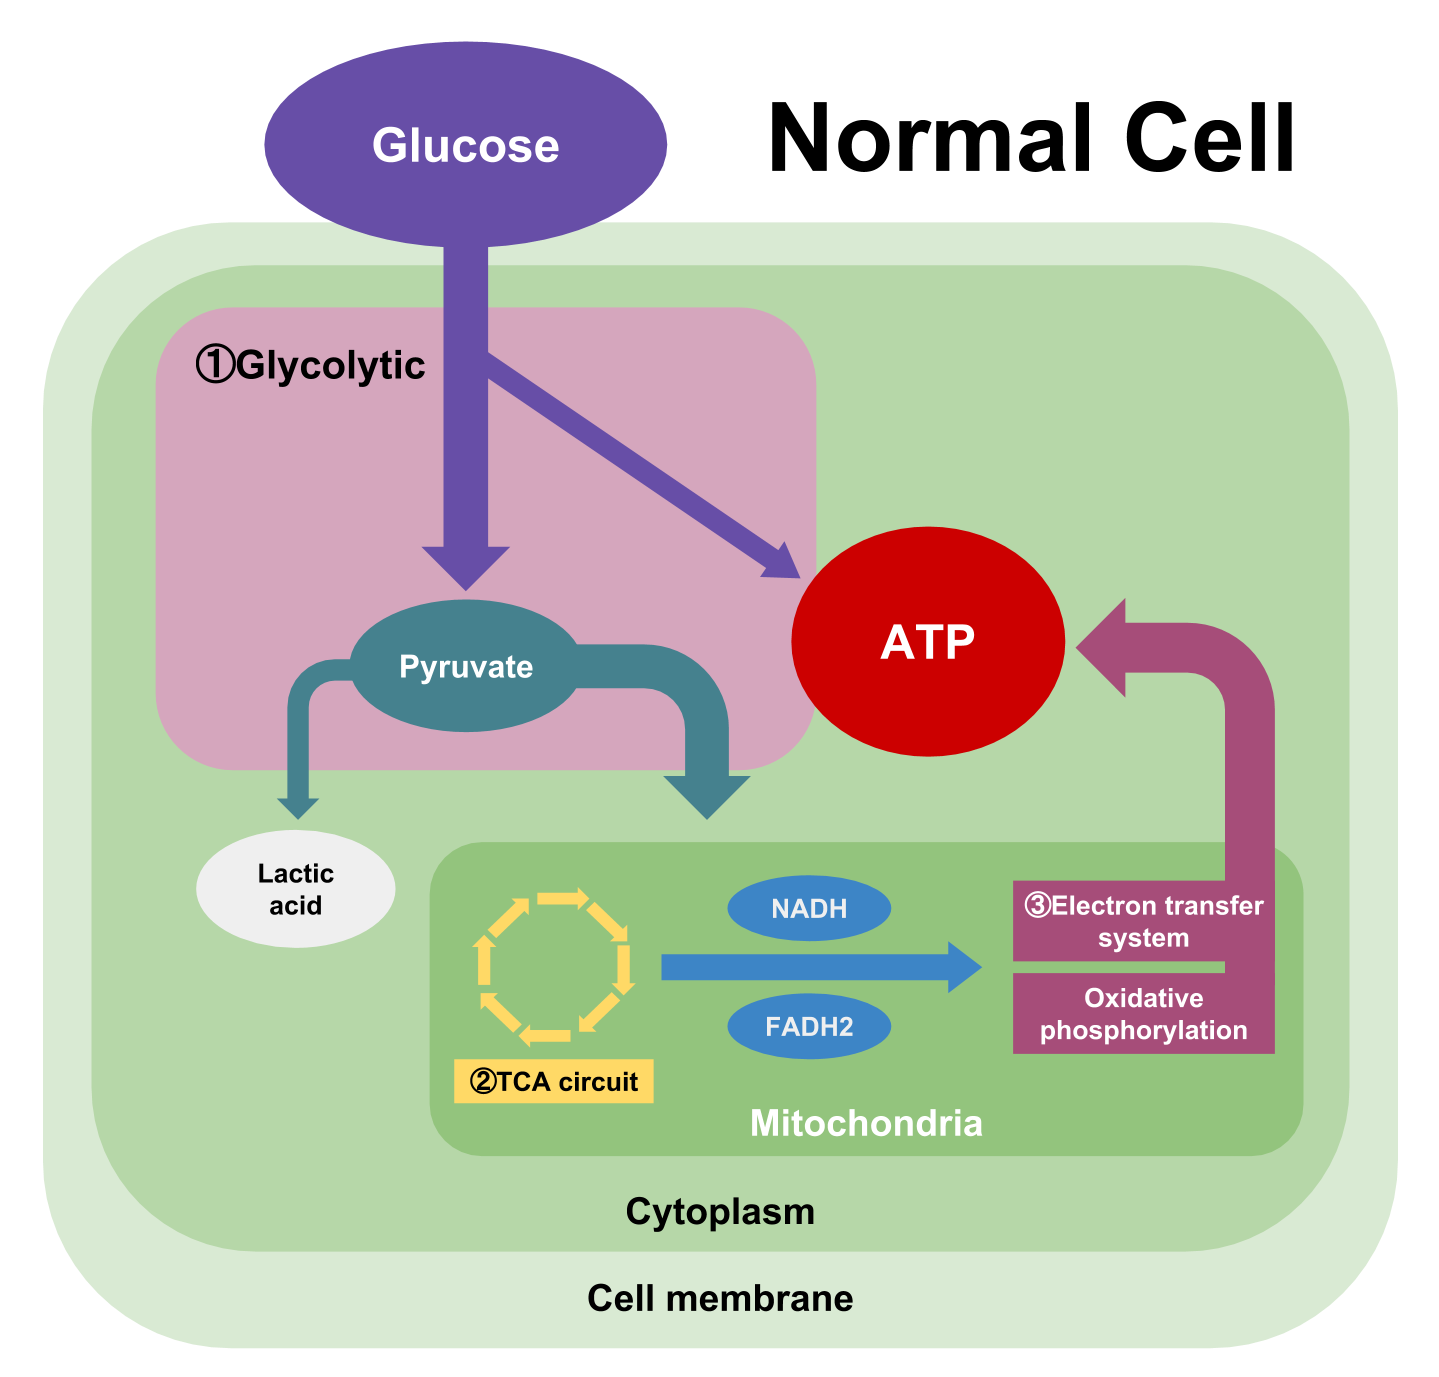 Glucose
Normal Cell
①Glycolytic
Pyruvate
ATP
Lactic
acid
NADH
FADH2
③Electron transfer
system
Oxidative
phosphorylation
②TCA circuit
Mitochondria
Cytoplasm
Cell membrane